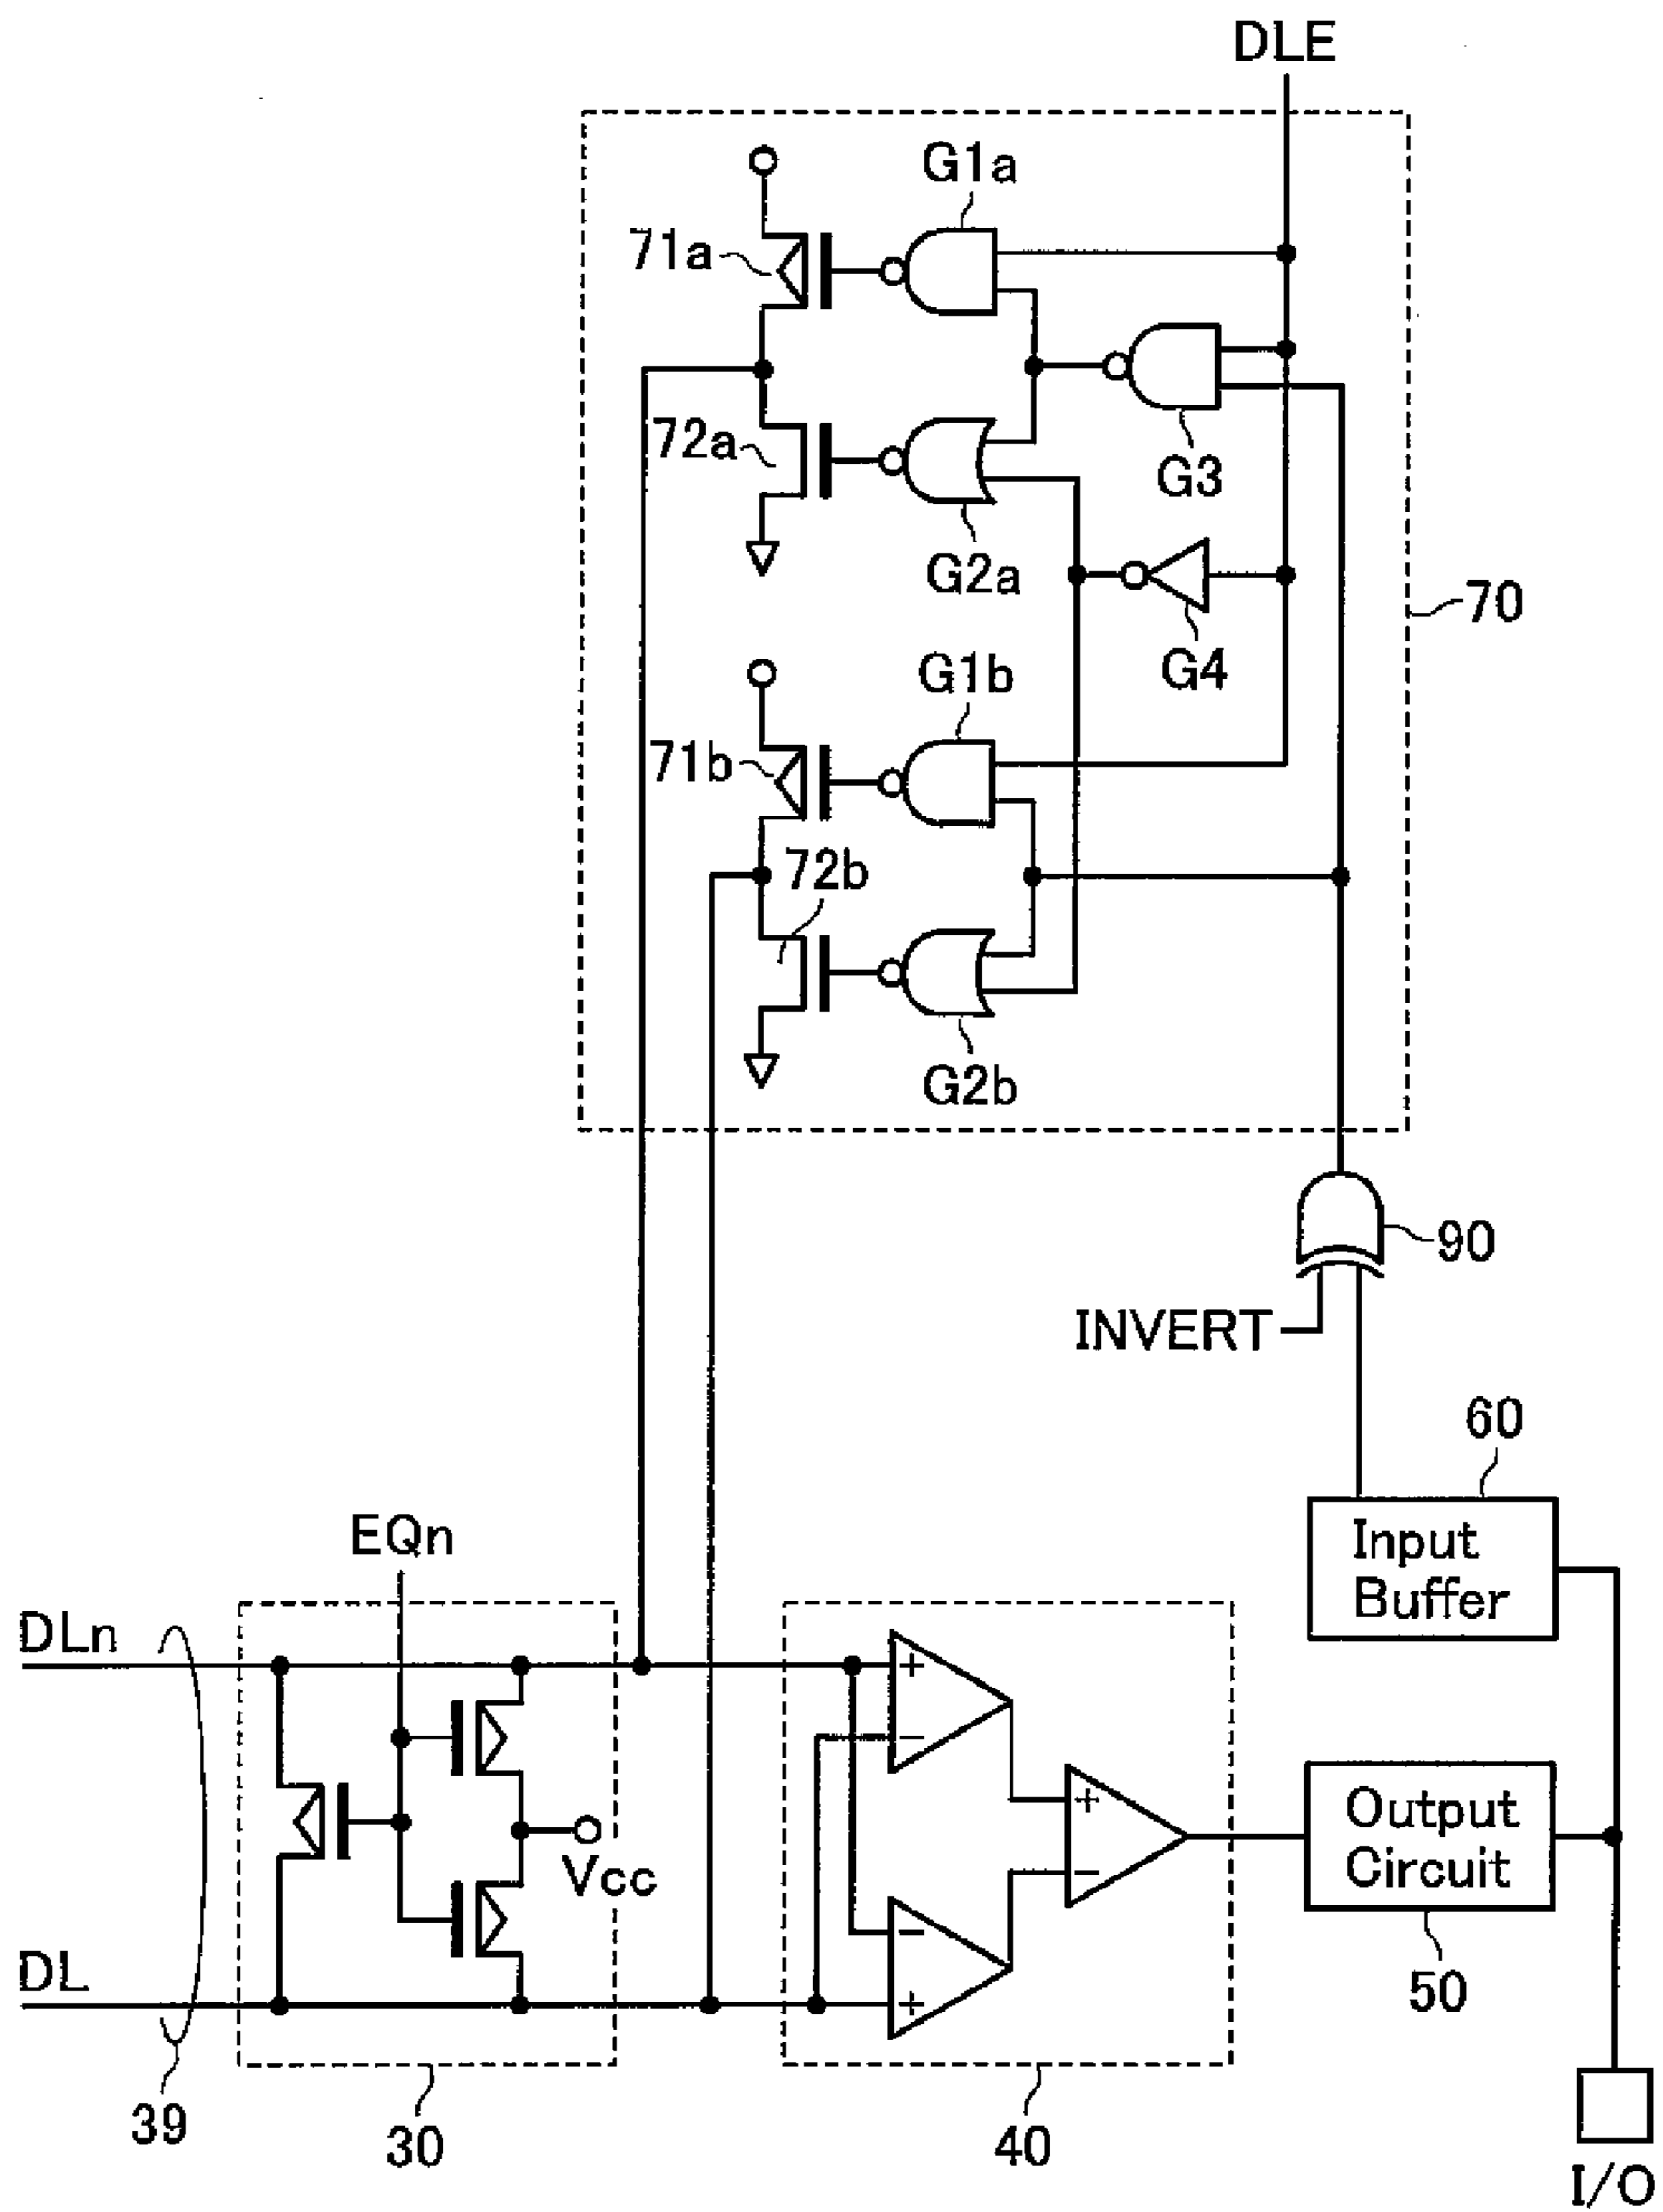 DLE
G1a
71a
72a
G3
G2a
70
G4
G1b
71b
72b
G2b
90
INVERT
60
Input
Buffer
EQn
DLn
+
−
Output
Circuit
+
−
Vcc
−
+
DL
50
39
30
40
I/O